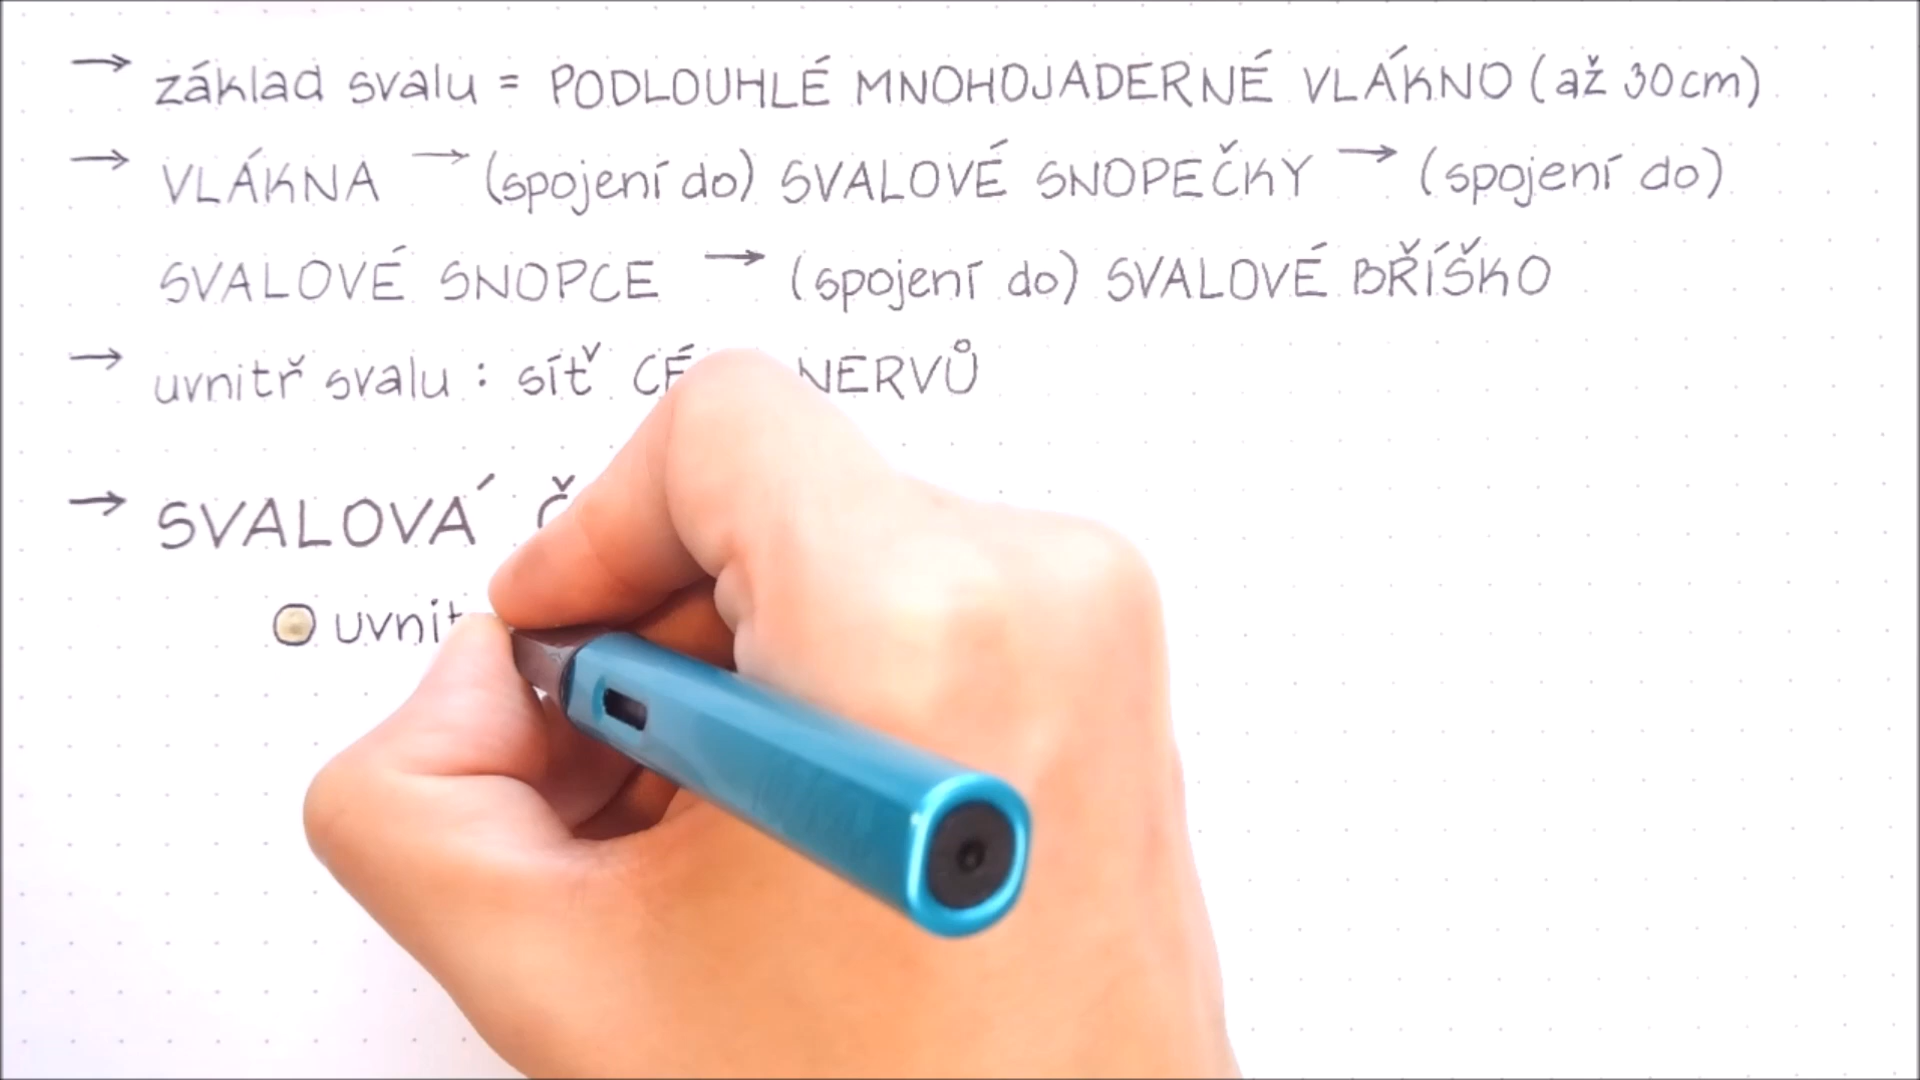 → základ svalu = PODLOUHLÉ MNOHOJADERNÉ VLÁKNO (až 30cm)
→ VLÁKNA → (spojení do) SVALOVÉ SNOPEČKY → (spojení do)
SVALOVÉ SNOPCE → (spojení do) SVALOVÉ BŘÍŠKO
→ uvnitř svalu : síť NERVŮ
→ SVALOVÁ